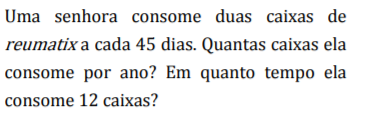 Uma senhora consome duas caixas de
reumatix a cada 45 dias. Quantas caixas ela
consome por ano? Em quanto tempo ela
consome 12 caixas?